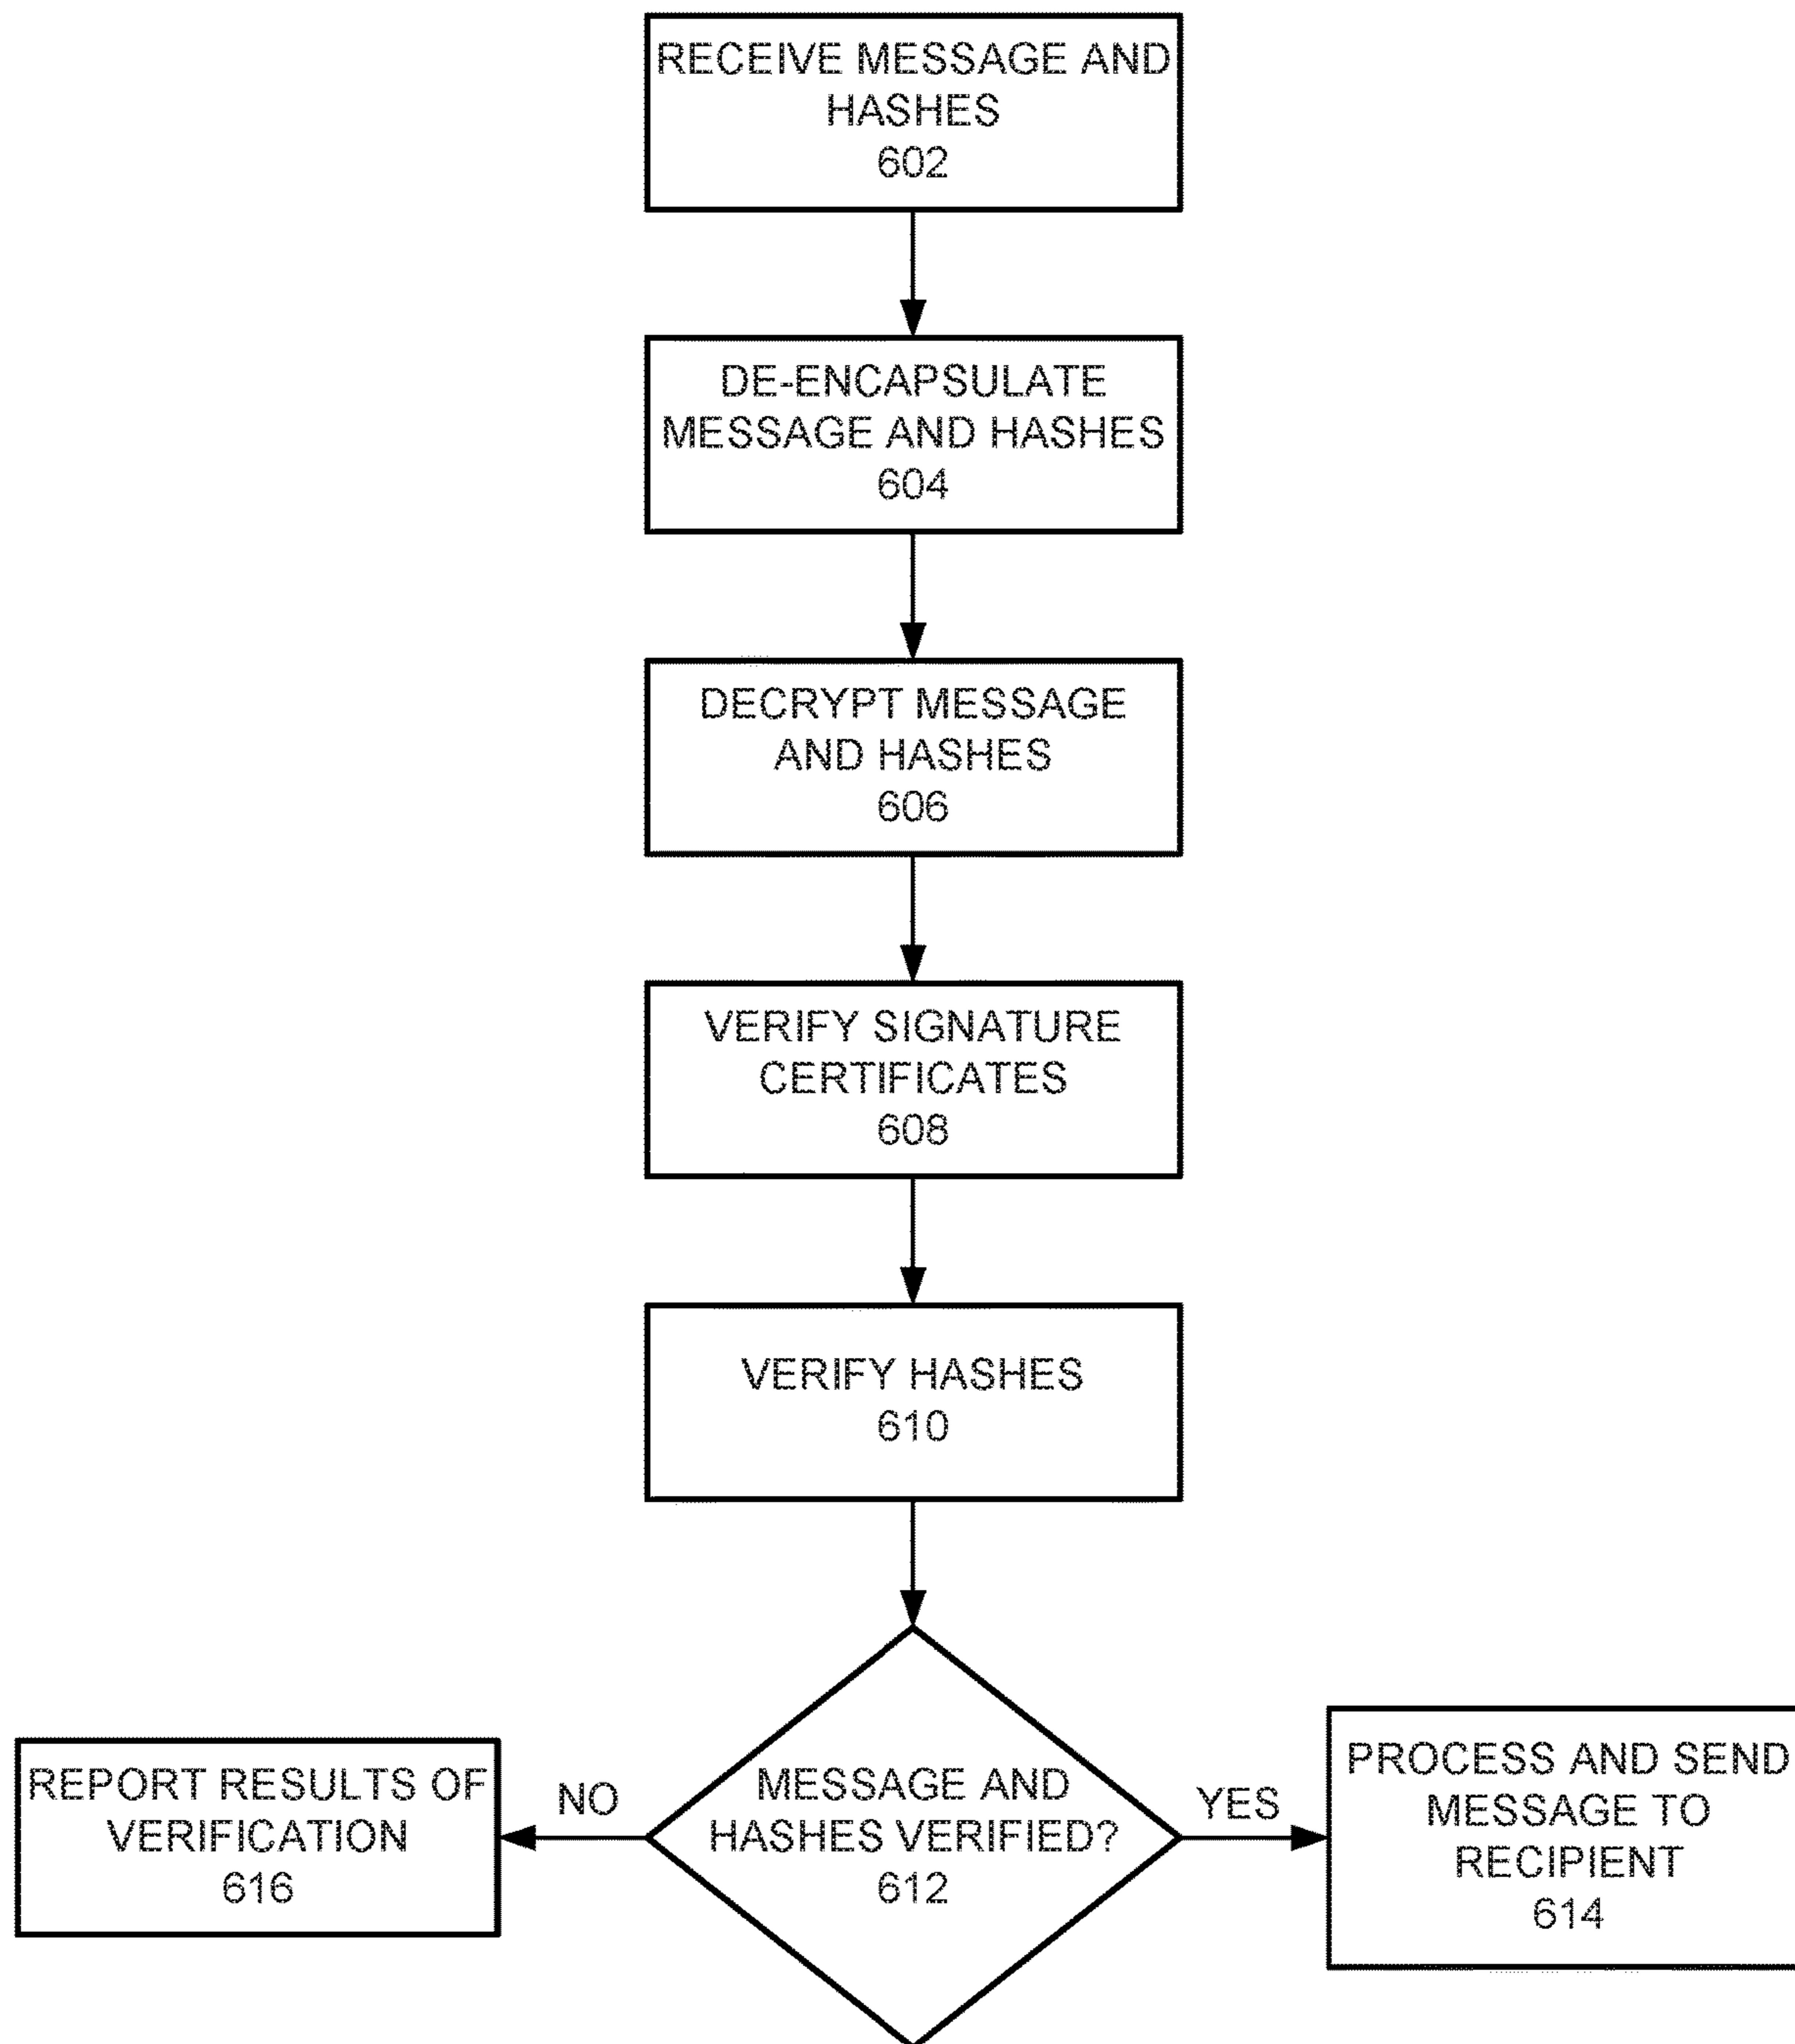 RECEIVE MESSAGE AND
HASHES
602
DE-ENCAPSULATE
MESSAGE AND HASHES
604
DECRYPT MESSAGE
AND HASHES
606
VERIFY SIGNATURE
CERTIFICATES
608
VERIFY HASHES
610
REPORT RESULTS OF
VERIFICATION
616
NO
MESSAGE AND
HASHES VERIFIED?
612
YES
PROCESS AND SEND
MESSAGE TO
RECIPIENT
614